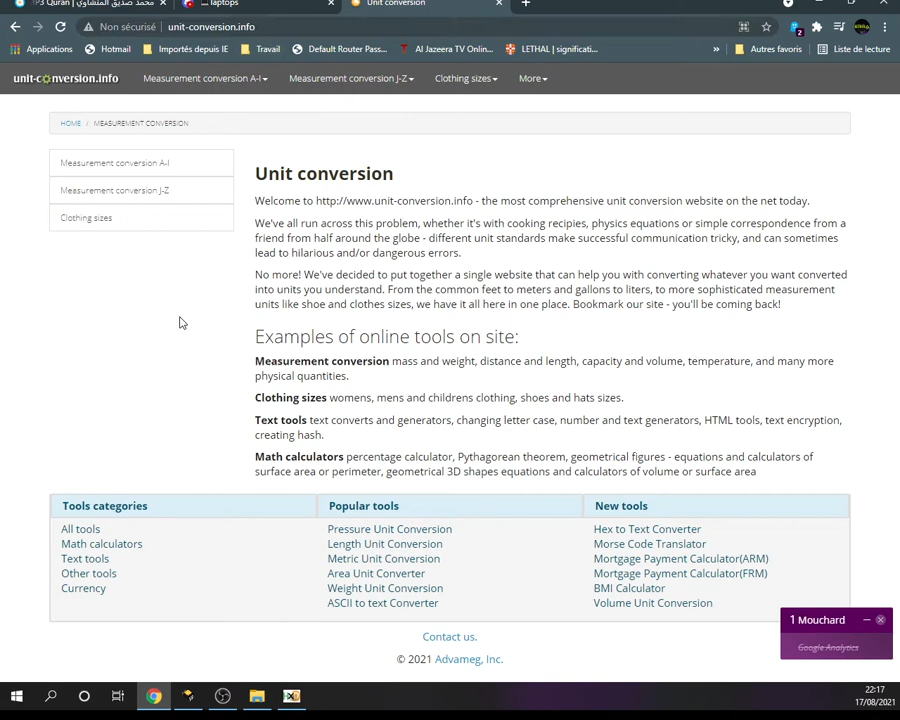 P3 Quran | محمد صديق المنشاوي
laptops
Unit conversion
Non sécurisé
unit-conversion.info
2
Applications
Hotmail
Importés depuis IE
Travail
Default Router Pass...
Al Jazeera TV Onlin...
LETHAL | significati...
»
Autres favoris
Liste de lecture
unit-conversion.info
Measurement conversion A-I
Measurement conversion J-Z
Clothing sizes
More
HOME / MEASUREMENT CONVERSION
Measurement conversion A-I
Measurement conversion J-Z
Clothing sizes
Unit conversion
Welcome to http://www.unit-conversion.info - the most comprehensive unit conversion website on the net today.
We've all run across this problem, whether it's with cooking recipies, physics equations or simple correspondence from a
friend from half around the globe - different unit standards make successful communication tricky, and can sometimes
lead to hilarious and/or dangerous errors.
No more! We've decided to put together a single website that can help you with converting whatever you want converted
into units you understand. From the common feet to meters and gallons to liters, to more sophisticated measurement
units like shoe and clothes sizes, we have it all here in one place. Bookmark our site - you'll be coming back!
Examples of online tools on site:
Measurement conversion mass and weight, distance and length, capacity and volume, temperature, and many more
physical quantities.
Clothing sizes womens, mens and childrens clothing, shoes and hats sizes.
Text tools text converts and generators, changing letter case, number and text generators, HTML tools, text encryption,
creating hash.
Math calculators percentage calculator, Pythagorean theorem, geometrical figures - equations and calculators of
surface area or perimeter, geometrical 3D shapes equations and calculators of volume or surface area
Tools categories
All tools
Math calculators
Text tools
Other tools
Currency
Popular tools
Pressure Unit Conversion
Length Unit Conversion
Metric Unit Conversion
Area Unit Converter
Weight Unit Conversion
ASCII to text Converter
New tools
Hex to Text Converter
Morse Code Translator
Mortgage Payment Calculator(ARM)
Mortgage Payment Calculator(FRM)
BMI Calculator
Volume Unit Conversion
1 Mouchard
Google Analytics
Contact us.
© 2021 Advameg, Inc.
22:17
17/08/2021